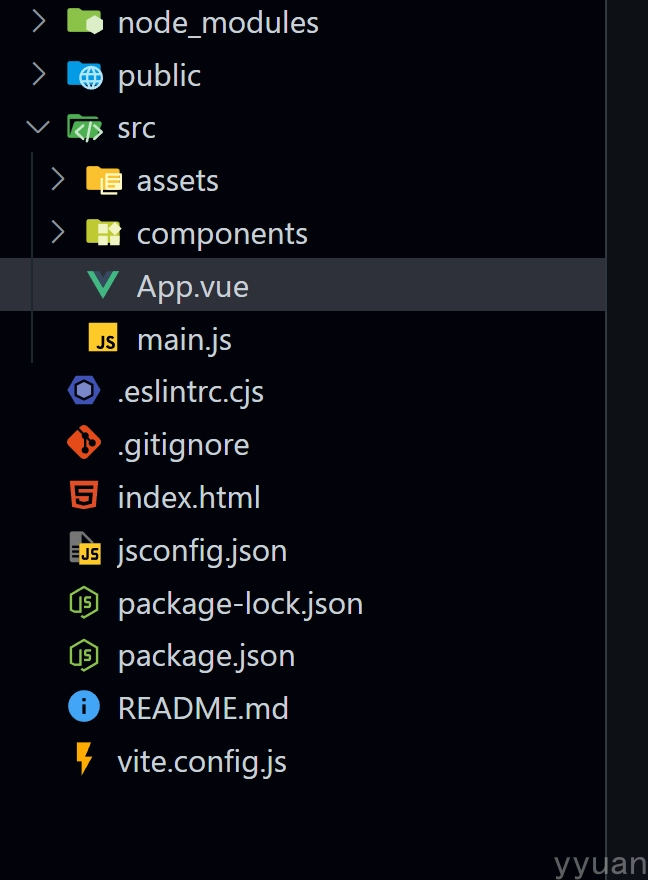 node_modules
public
src
assets
components
App.vue
JS main.js
.eslintrc.cjs
.gitignore
index.html
JS jsconfig.json
package-lock.json
package.json
README.md
vite.config.js
yyuan